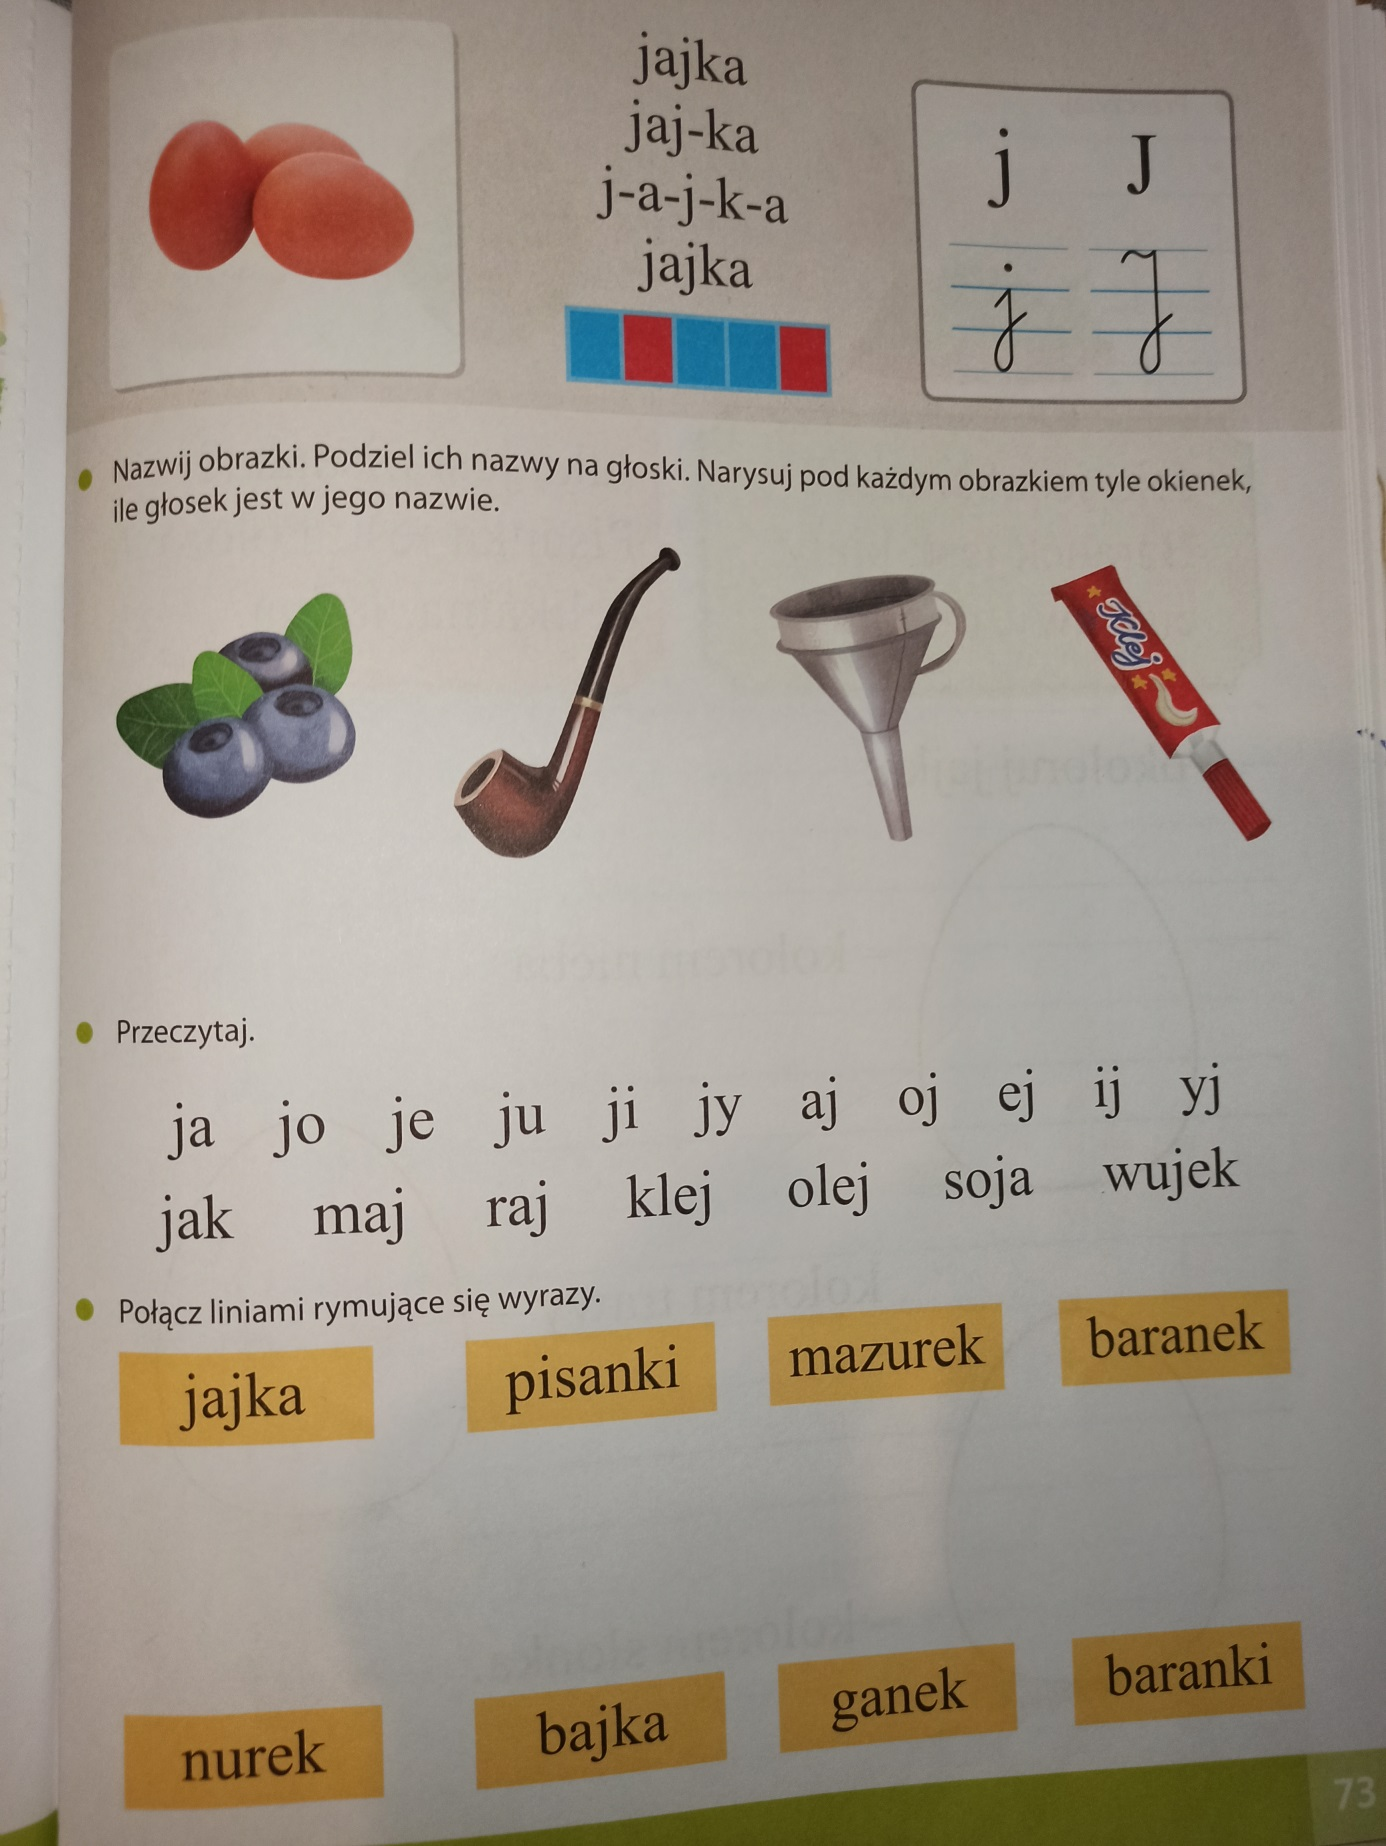 jajka
jaj-ka
j-a-j-k-a
jajka
j J
j J
Nazwij obrazki. Podziel ich nazwy na głoski. Narysuj pod każdym obrazkiem tyle okienek,
ile głosek jest w jego nazwie.
Klej
Przeczytaj.
ja jo je ju ji jy aj oj ej ij yj
jak maj raj klej olej soja wujek
Połącz liniami rymujące się wyrazy.
jajka pisanki mazurek baranek
nurek bajka ganek baranki
73